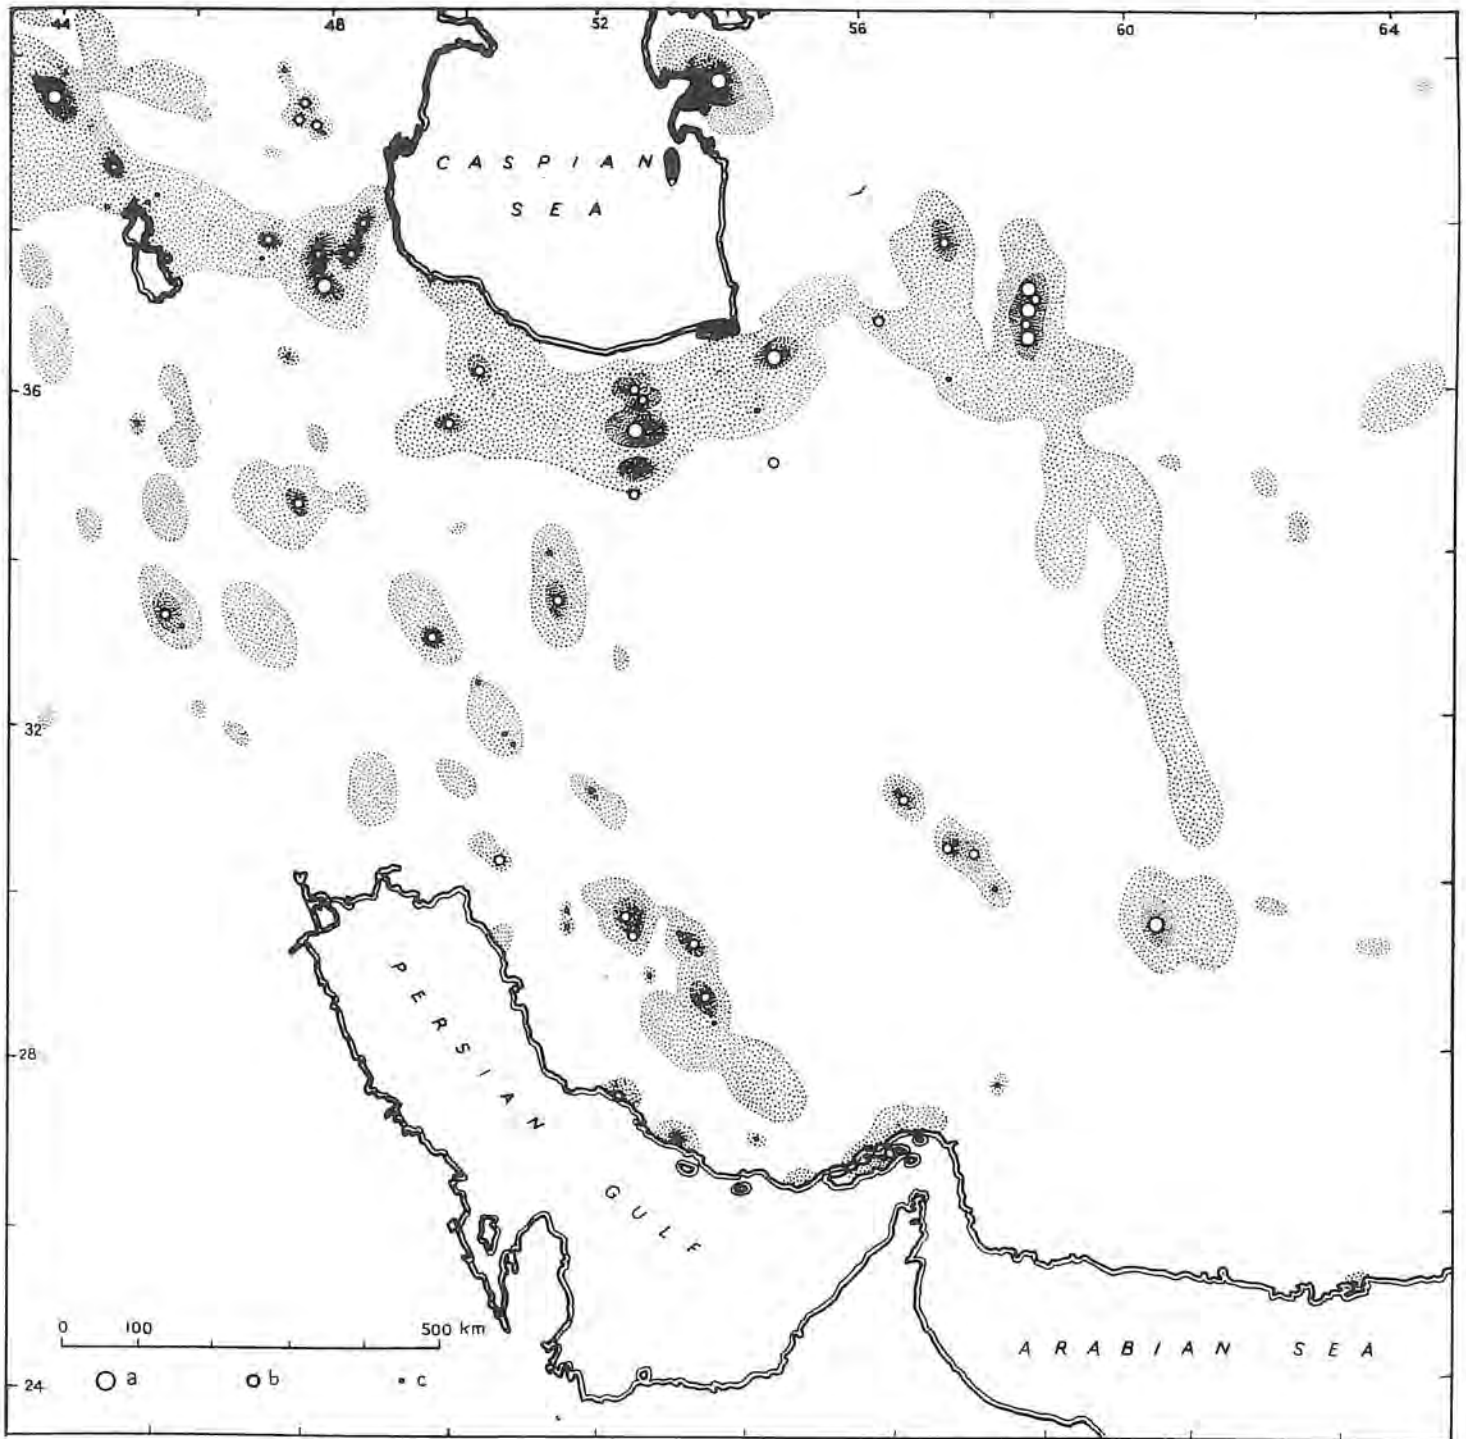 44 48 52 56 60 64
CASPIAN
SEA
36
32
28
PERSIAN
GULF
0 100 500 km
ARABIAN SEA
a b c
24